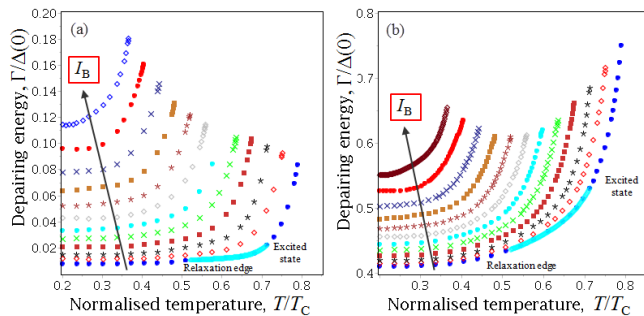 (a)
Depairing energy, Γ/Δ(0)
0.20
0.18
0.16
0.14
0.12
0.10
0.08
0.06
0.04
0.02
I_B
Excited
state
Relaxation edge
0.2 0.3 0.4 0.5 0.6 0.7 0.8
Normalised temperature, T/T_C
(b)
Depairing energy, Γ/Δ(0)
0.8
0.7
0.6
0.5
0.4
I_B
Excited
state
Relaxation edge
0.3 0.4 0.5 0.6 0.7 0.8
Normalised temperature, T/T_C